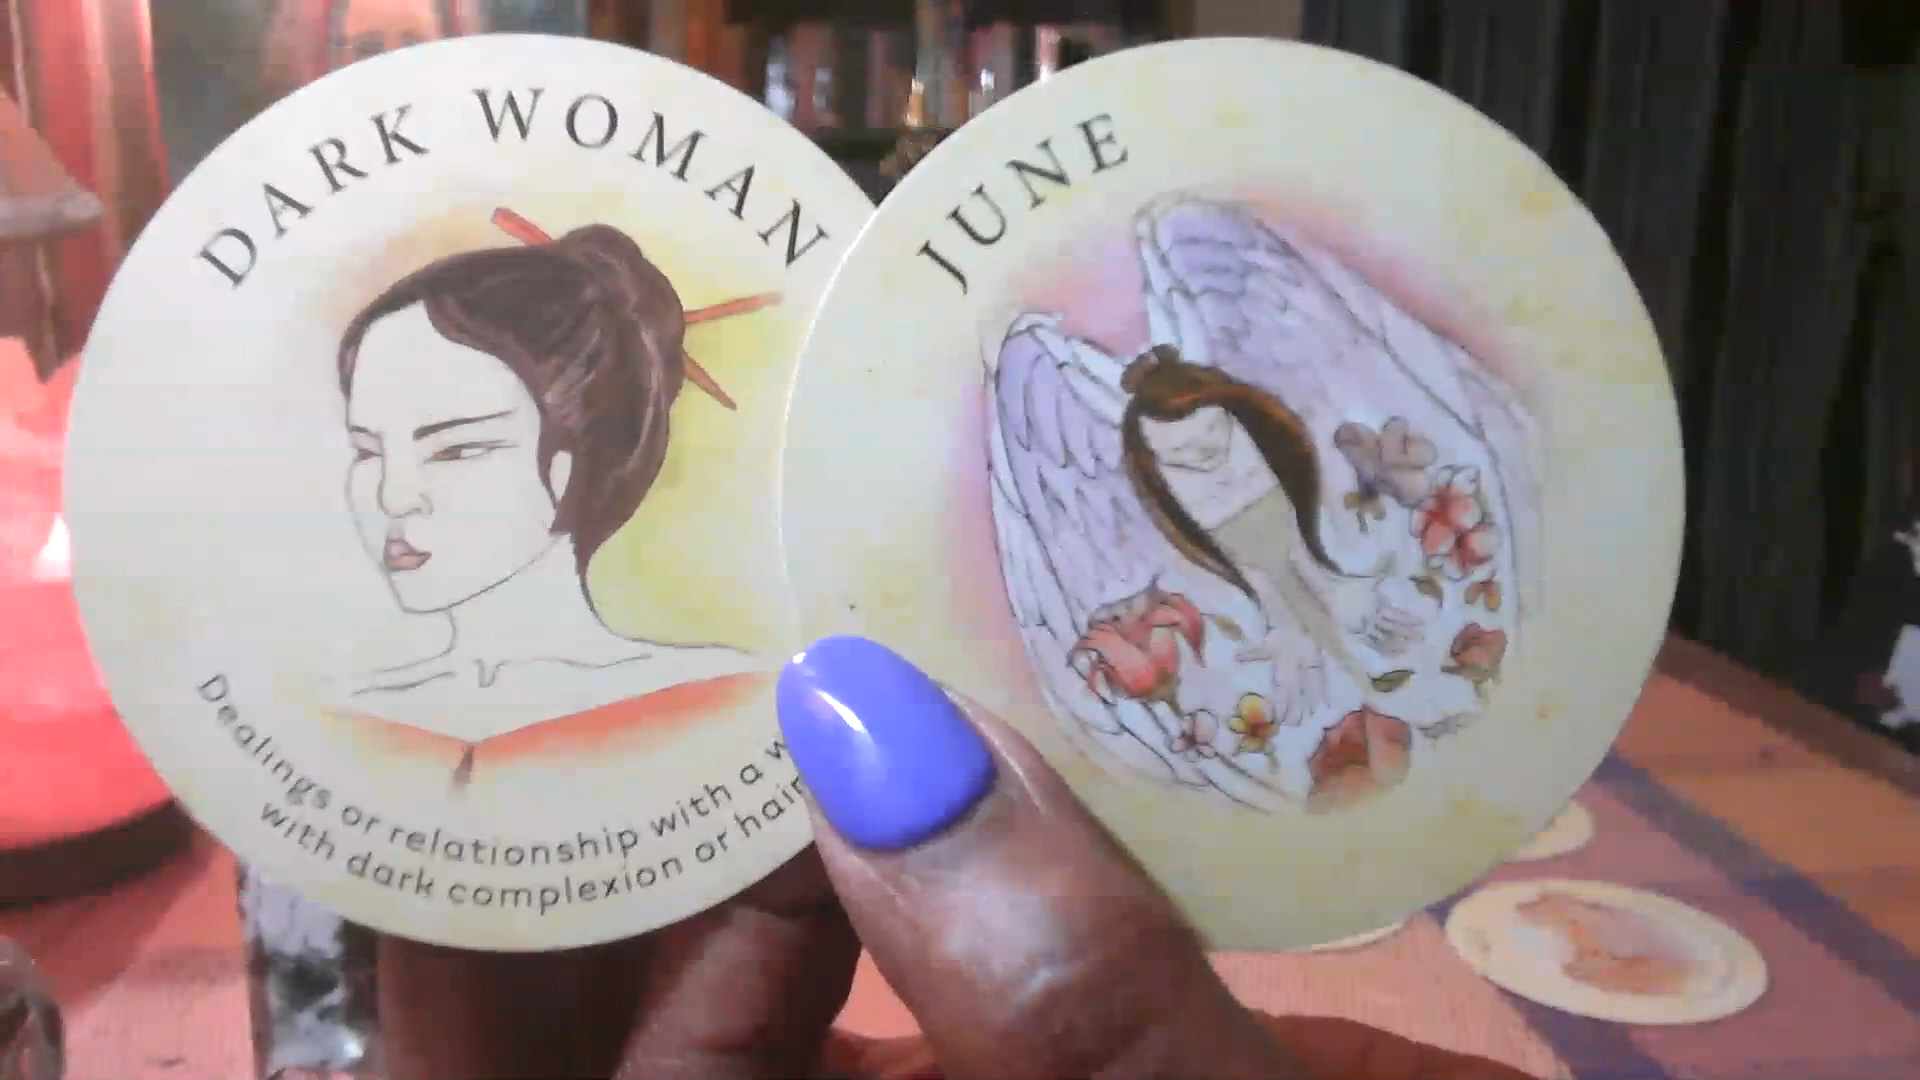 DARK WOMAN
Dealings or relationship with a
with dark complexion or hair
JUNE